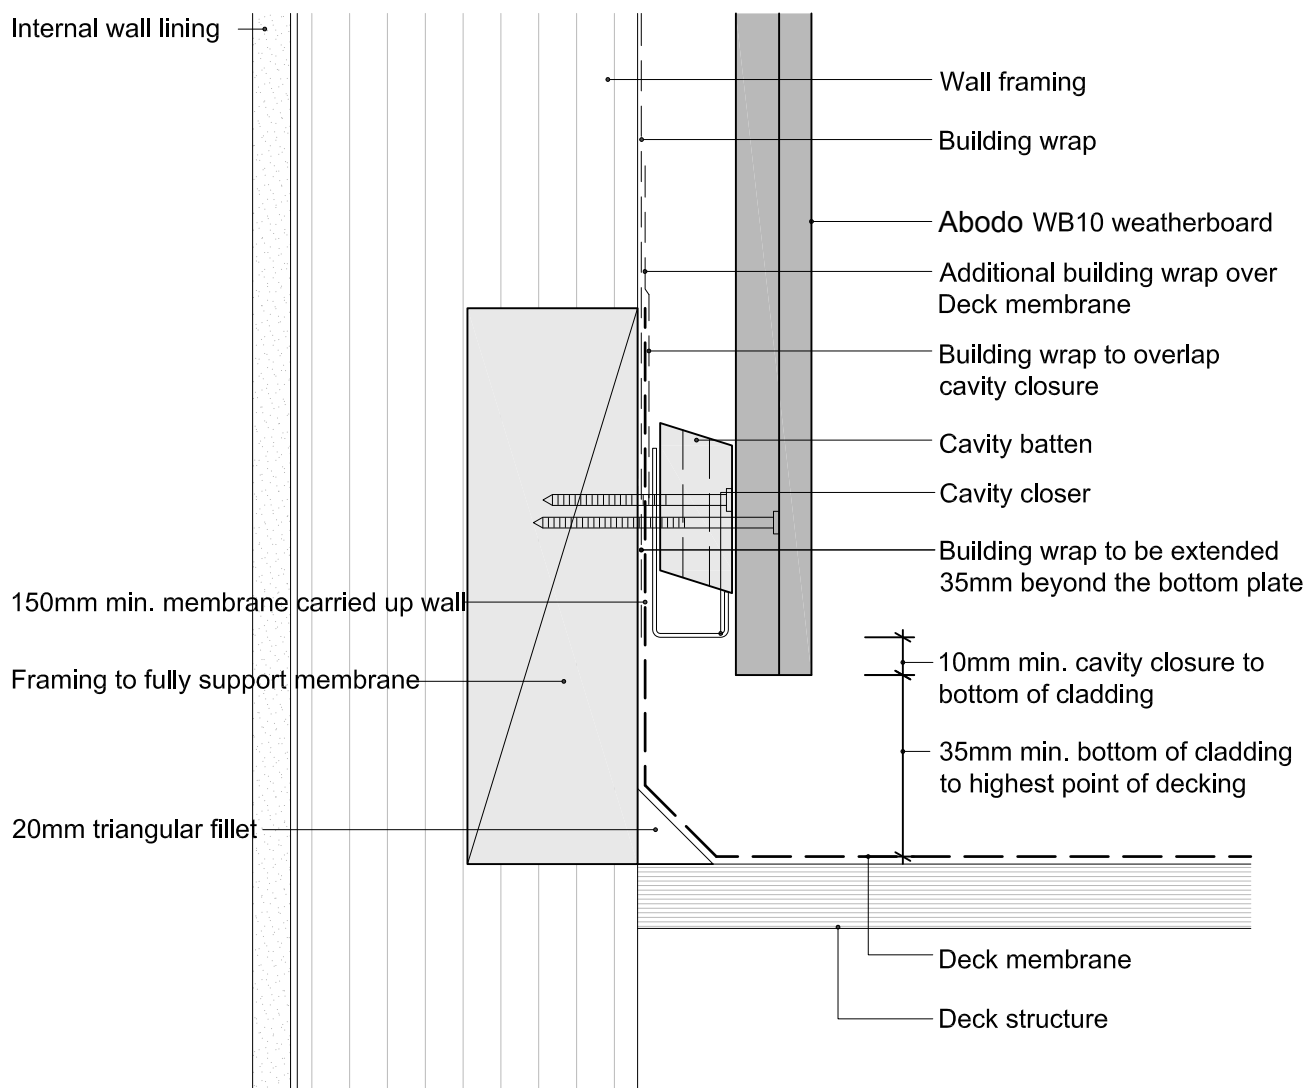 Internal wall lining
Wall framing
Building wrap
Abodo WB10 weatherboard
Additional building wrap over
Deck membrane
Building wrap to overlap
cavity closure
Cavity batten
Cavity closer
Building wrap to be extended
35mm beyond the bottom plate
150mm min. membrane carried up wall
10mm min. cavity closure to
bottom of cladding
Framing to fully support membrane
35mm min. bottom of cladding
to highest point of decking
20mm triangular fillet
Deck membrane
Deck structure